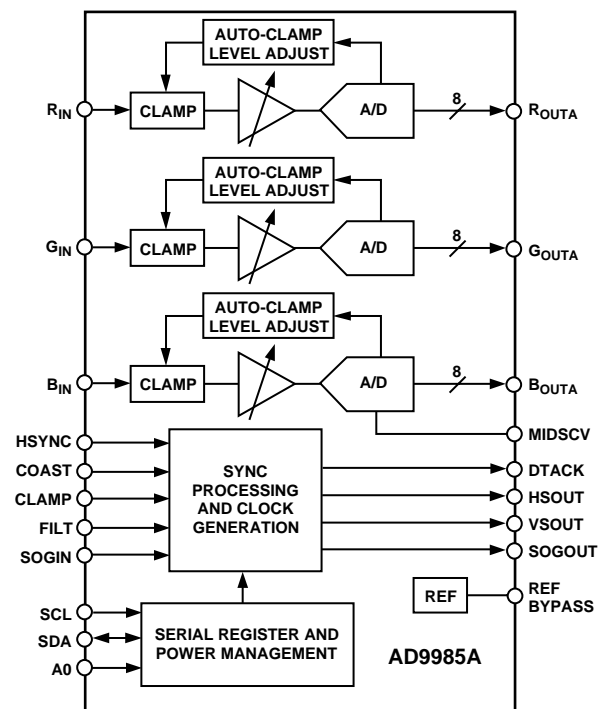 AUTO-CLAMP
LEVEL ADJUST
RIN
CLAMP
A/D
8
ROUTA
AUTO-CLAMP
LEVEL ADJUST
GIN
CLAMP
A/D
8
GOUTA
AUTO-CLAMP
LEVEL ADJUST
BIN
CLAMP
A/D
8
BOUTA
MIDSCV
HSYNC
COAST
CLAMP
FILT
SOGIN
SYNC
PROCESSING
AND CLOCK
GENERATION
DTACK
HSOUT
VSOUT
SOGOUT
REF
REF
BYPASS
SCL
SDA
A0
SERIAL REGISTER AND
POWER MANAGEMENT
AD9985A